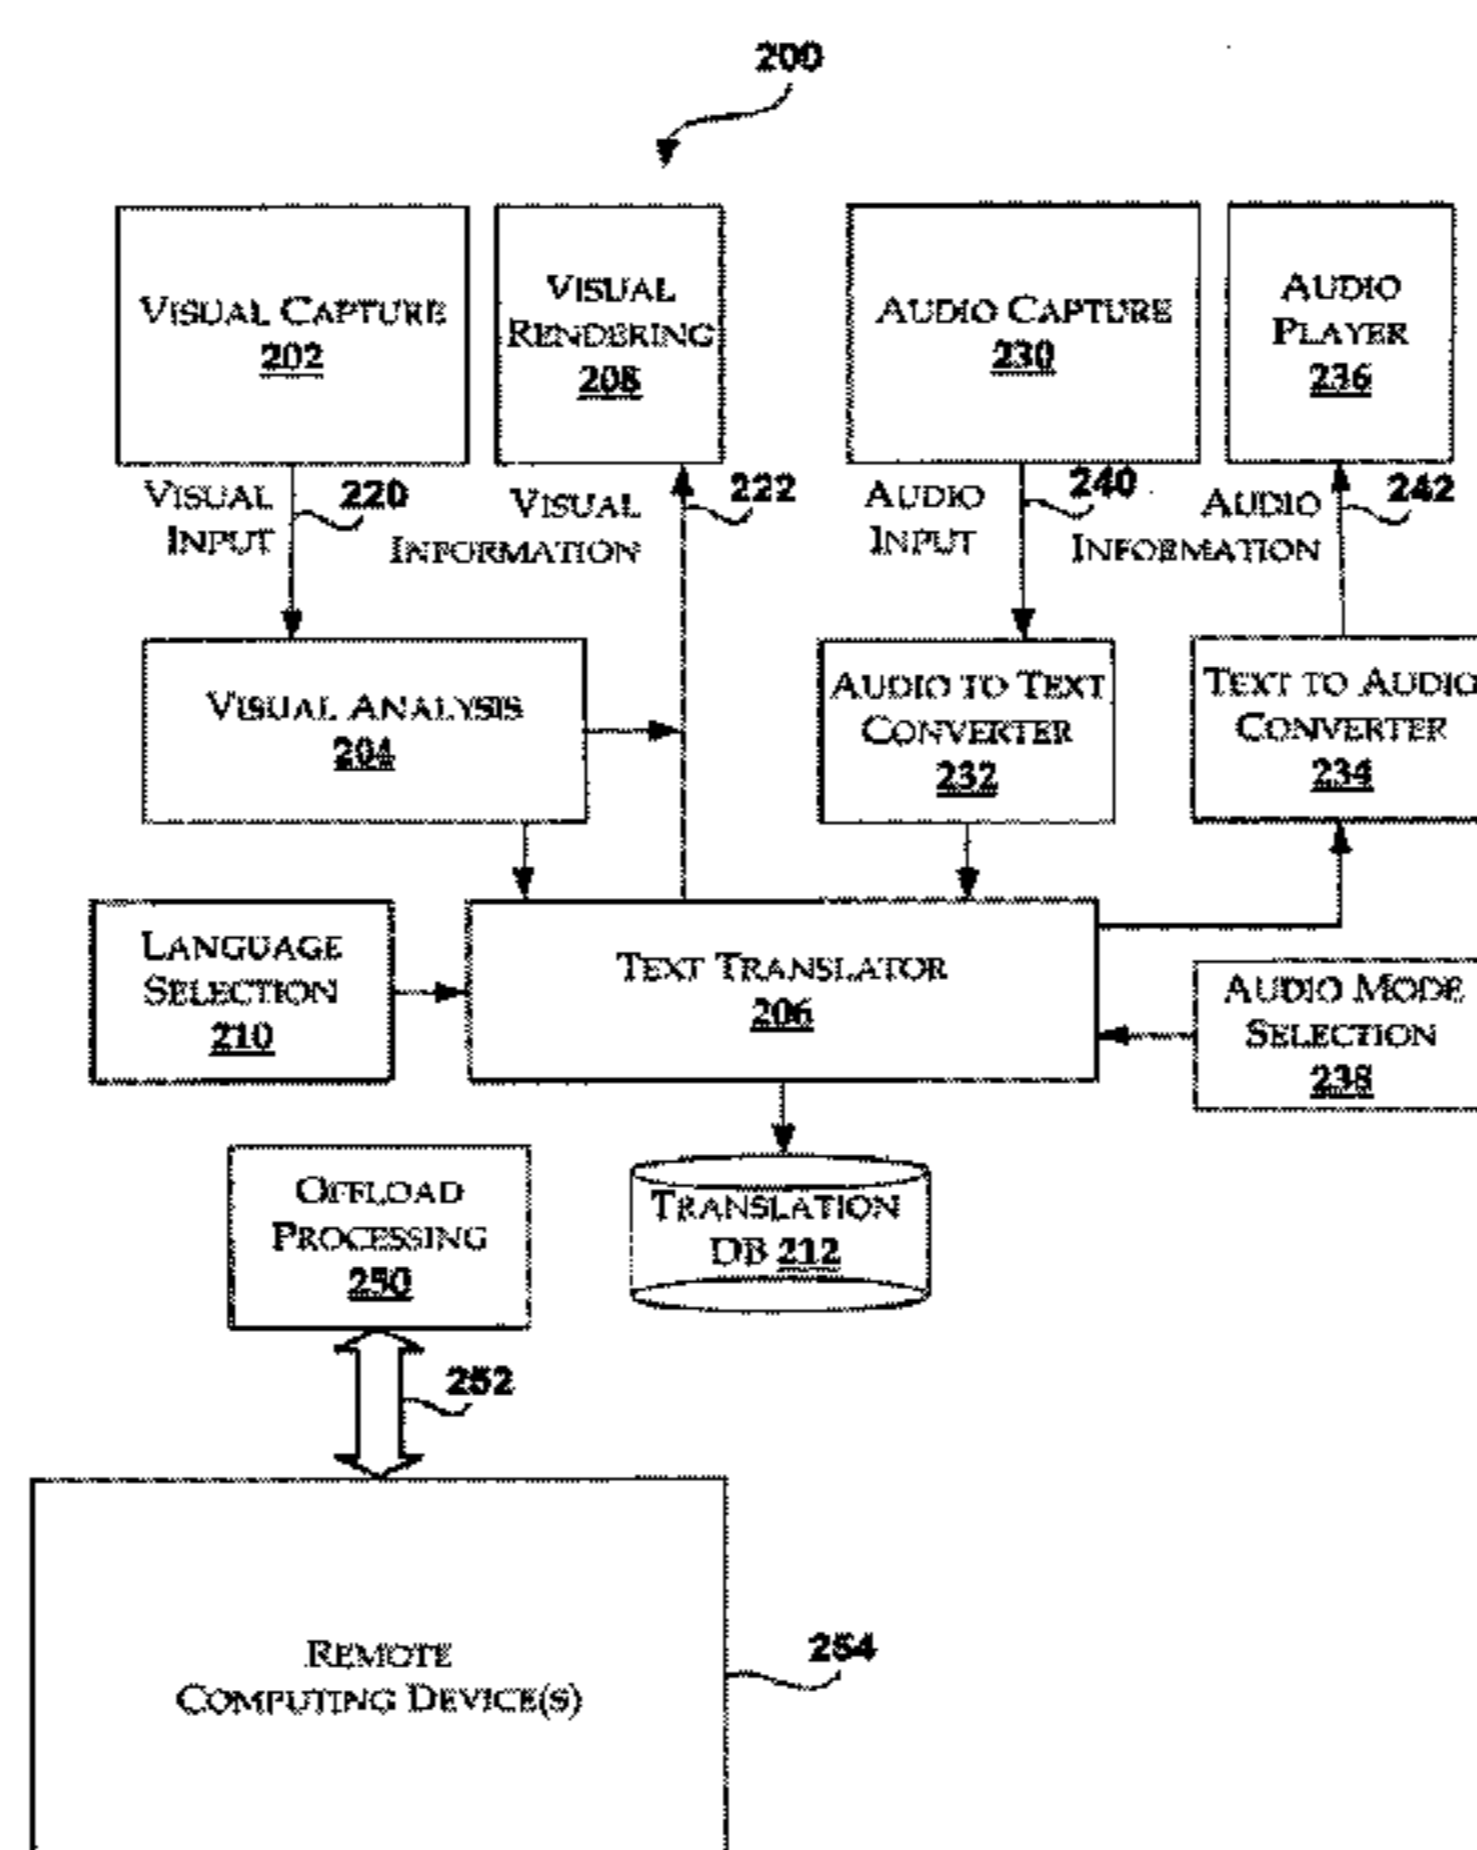 200
VISUAL CAPTURE
202
VISUAL
RENDERING
208
AUDIO CAPTURE
230
AUDIO
PLAYER
236
VISUAL
INPUT
220
VISUAL
INFORMATION
222
AUDIO
INPUT
240
AUDIO
INFORMATION
242
VISUAL ANALYSIS
204
AUDIO TO TEXT
CONVERTER
232
TEXT TO AUDIO
CONVERTER
234
LANGUAGE
SELECTION
210
TEXT TRANSLATOR
206
AUDIO MODE
SELECTION
238
OFFLOAD
PROCESSING
250
TRANSLATION
DB 212
252
REMOTE
COMPUTING DEVICE(S)
254